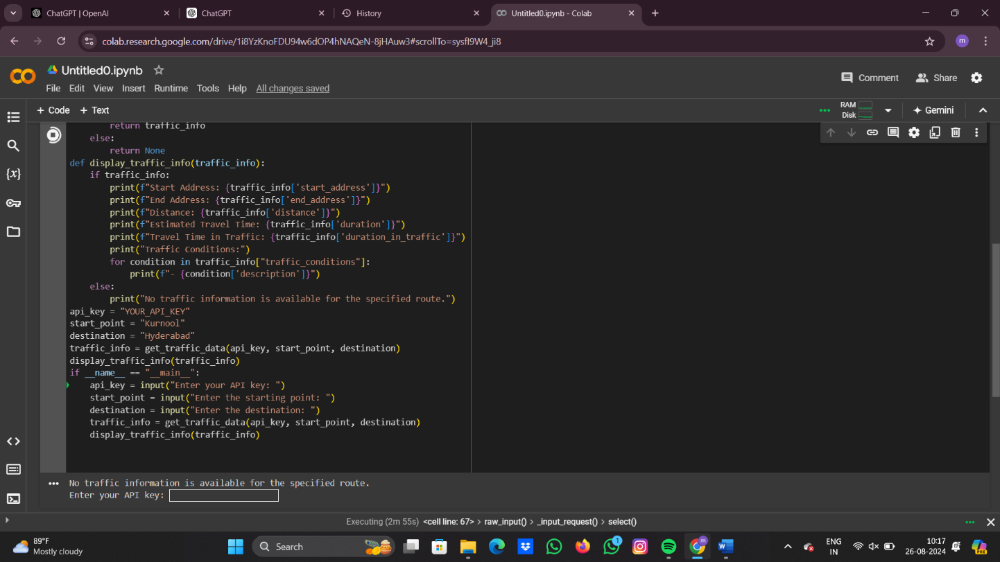 ChatGPT | OpenAI
ChatGPT
History
Untitled0.ipynb - Colab
colab.research.google.com/drive/1i8YzKnoFDU94w6dOP4hNAQeN-8jHAuw3#scrollTo=sysfI9W4_ji8
m
Untitled0.ipynb
Comment
Share
File Edit View Insert Runtime Tools Help All changes saved
+ Code + Text
RAM
Disk
Gemini
return traffic_info
else:
return None
def display_traffic_info(traffic_info):
if traffic_info:
print(f"Start Address: {traffic_info['start_address']}")
print(f"End Address: {traffic_info['end_address']}")
print(f"Distance: {traffic_info['distance']}")
print(f"Estimated Travel Time: {traffic_info['duration']}")
print(f"Travel Time in Traffic: {traffic_info['duration_in_traffic']}")
print("Traffic Conditions:")
for condition in traffic_info["traffic_conditions"]:
print(f"- {condition['description']}")
else:
print("No traffic information is available for the specified route.")
api_key = "YOUR_API_KEY"
start_point = "Kurnool"
destination = "Hyderabad"
traffic_info = get_traffic_data(api_key, start_point, destination)
display_traffic_info(traffic_info)
if __name__ == "__main__":
api_key = input("Enter your API key: ")
start_point = input("Enter the starting point: ")
destination = input("Enter the destination: ")
traffic_info = get_traffic_data(api_key, start_point, destination)
display_traffic_info(traffic_info)
No traffic information is available for the specified route.
Enter your API key:
Executing (2m 55s) <cell line: 67> > raw_input() > _input_request() > select()
89°F
Mostly cloudy
Search
1
m
ENG
IN
10:17
26-08-2024
PRE